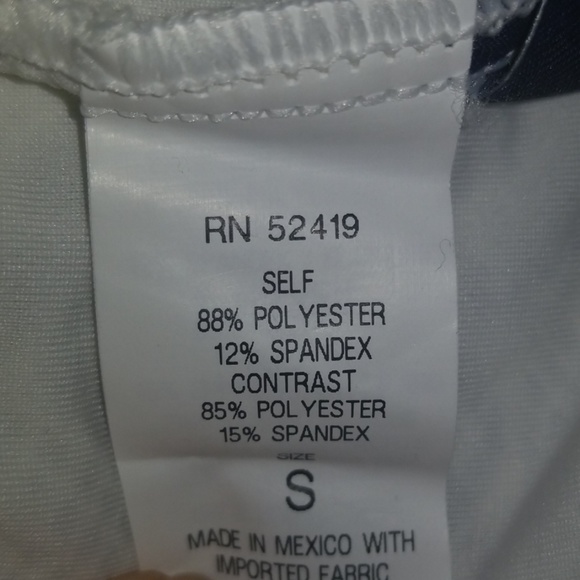 RN 52419
SELF
88% POLYESTER
12% SPANDEX
CONTRAST
85% POLYESTER
15% SPANDEX
SIZE
S
MADE IN MEXICO WITH
IMPORTED FABRIC